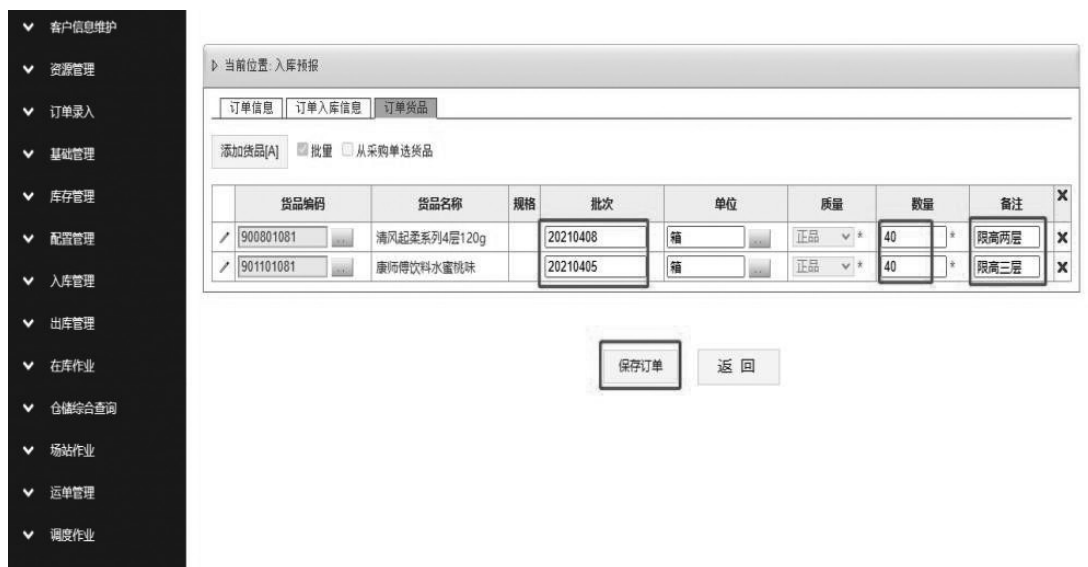 客户信息维护
资源管理
订单录入
基础管理
库存管理
配置管理
入库管理
出库管理
在库作业
仓储综合查询
场站作业
运单管理
调度作业
当前位置:入库预报
订单信息 订单入库信息 订单货品
添加货品[A] 批量 从采购单选货品
货品编码 货品名称 规格 批次 单位 质量 数量 备注 X
900801081 ... 清风起柔系列4层120g 20210408 箱 ... 正品 * 40 * 限高两层 X
901101081 ... 康师傅饮料水蜜桃味 20210405 箱 ... 正品 * 40 * 限高三层 X
保存订单 返 回